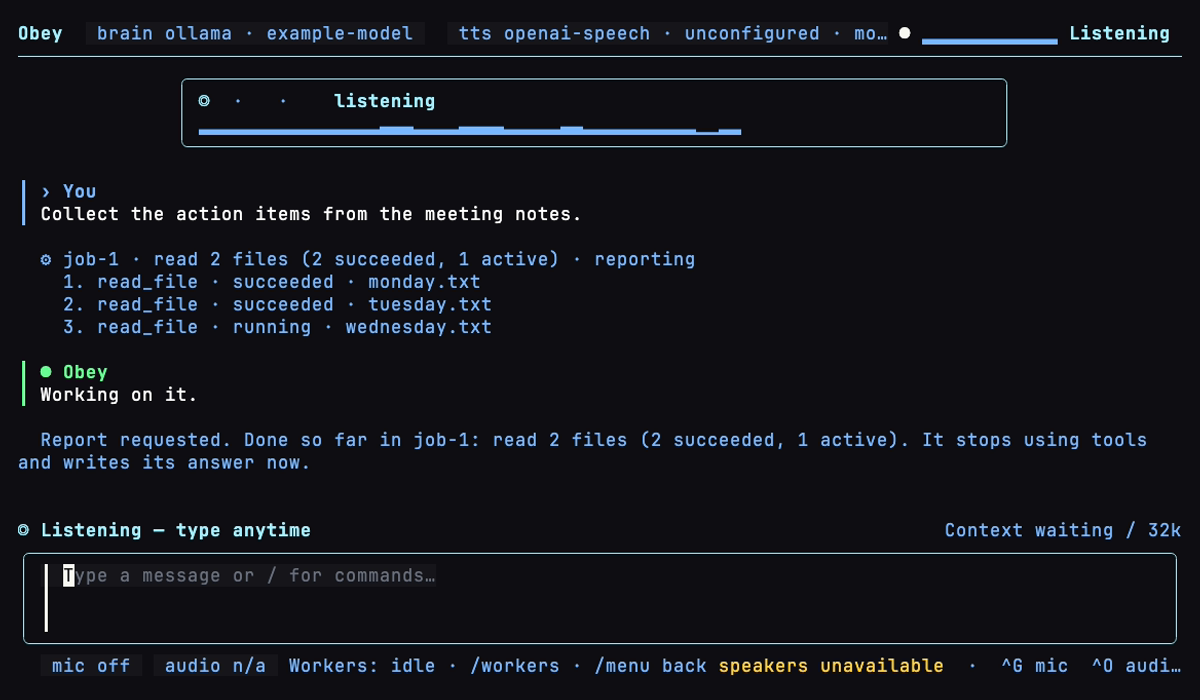 Obey brain ollama · example-model tts openai-speech · unconfigured · mo… ● Listening
◎ · · listening
› You
Collect the action items from the meeting notes.
⚙ job-1 · read 2 files (2 succeeded, 1 active) · reporting
1. read_file · succeeded · monday.txt
2. read_file · succeeded · tuesday.txt
3. read_file · running · wednesday.txt
● Obey
Working on it.
Report requested. Done so far in job-1: read 2 files (2 succeeded, 1 active). It stops using tools
and writes its answer now.
◎ Listening — type anytime Context waiting / 32k
Type a message or / for commands…
mic off audio n/a Workers: idle · /workers · /menu back speakers unavailable · ^G mic ^O audi…